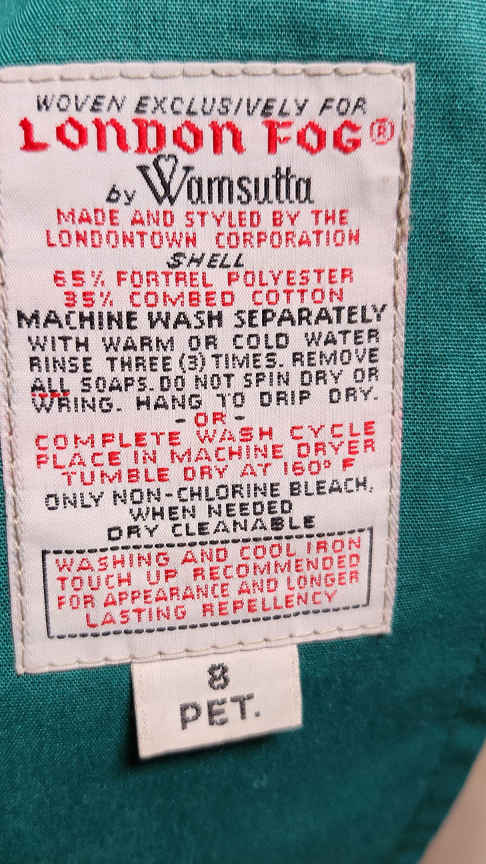 WOVEN EXCLUSIVELY FOR
LONDON FOG®
by Wamsutta
MADE AND STYLED BY THE
LONDONTOWN CORPORATION
SHELL
65% FORTREL POLYESTER
35% COMBED COTTON
MACHINE WASH SEPARATELY
WITH WARM OR COLD WATER
RINSE THREE (3) TIMES. REMOVE
ALL SOAPS. DO NOT SPIN DRY OR
WRING. HANG TO DRIP DRY.
- OR -
COMPLETE WASH CYCLE
PLACE IN MACHINE DRYER
TUMBLE DRY AT 160° F
ONLY NON-CHLORINE BLEACH,
WHEN NEEDED
DRY CLEANABLE
WASHING AND COOL IRON
TOUCH UP RECOMMENDED
FOR APPEARANCE AND LONGER
LASTING REPELLENCY
8
PET.